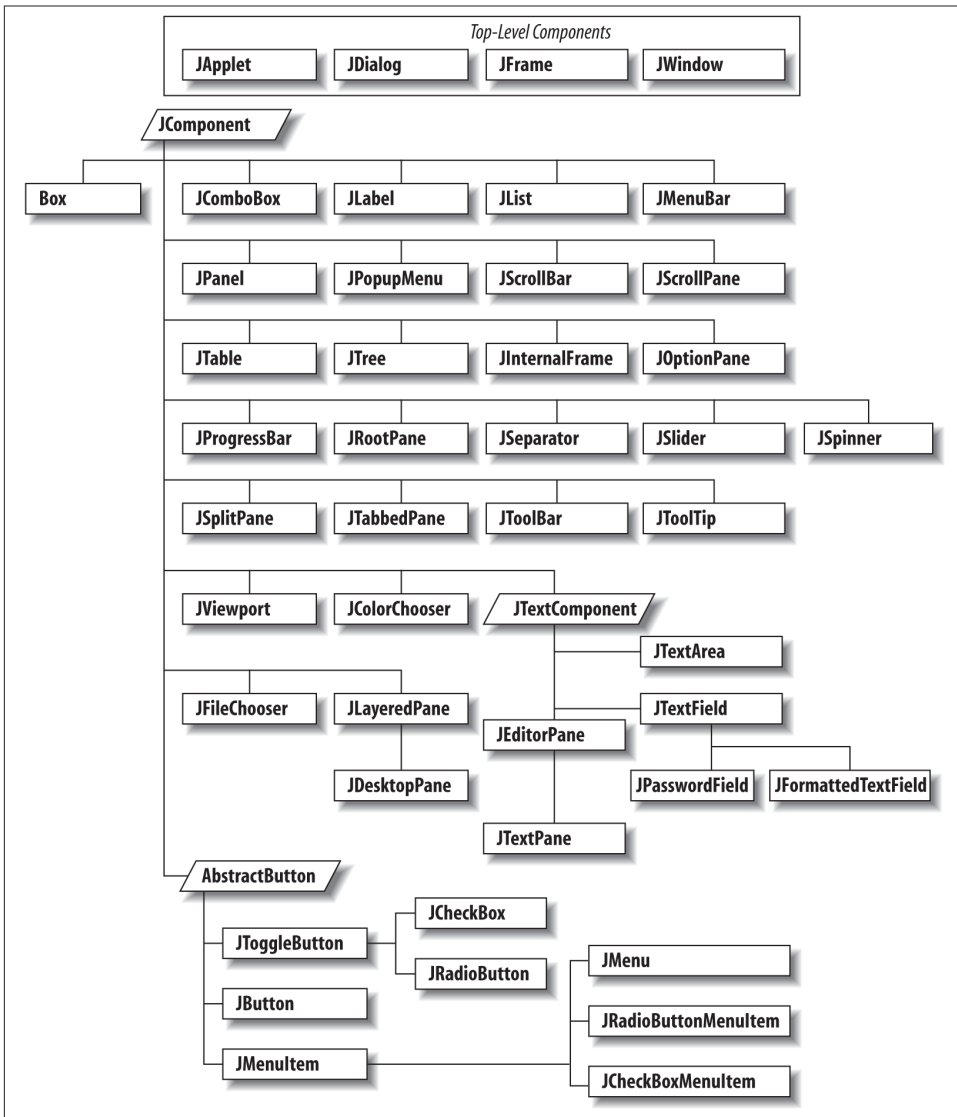 Top-Level Components
JApplet
JDialog
JFrame
JWindow
JComponent
Box
JComboBox
JLabel
JList
JMenuBar
JPanel
JPopupMenu
JScrollBar
JScrollPane
JTable
JTree
JInternalFrame
JOptionPane
JProgressBar
JRootPane
JSeparator
JSlider
JSpinner
JSplitPane
JTabbedPane
JToolBar
JToolTip
JViewport
JColorChooser
JTextComponent
JTextArea
JFileChooser
JLayeredPane
JTextField
JEditorPane
JDesktopPane
JPasswordField
JFormattedTextField
JTextPane
AbstractButton
JCheckBox
JToggleButton
JRadioButton
JMenu
JButton
JRadioButtonMenuItem
JMenuItem
JCheckBoxMenuItem